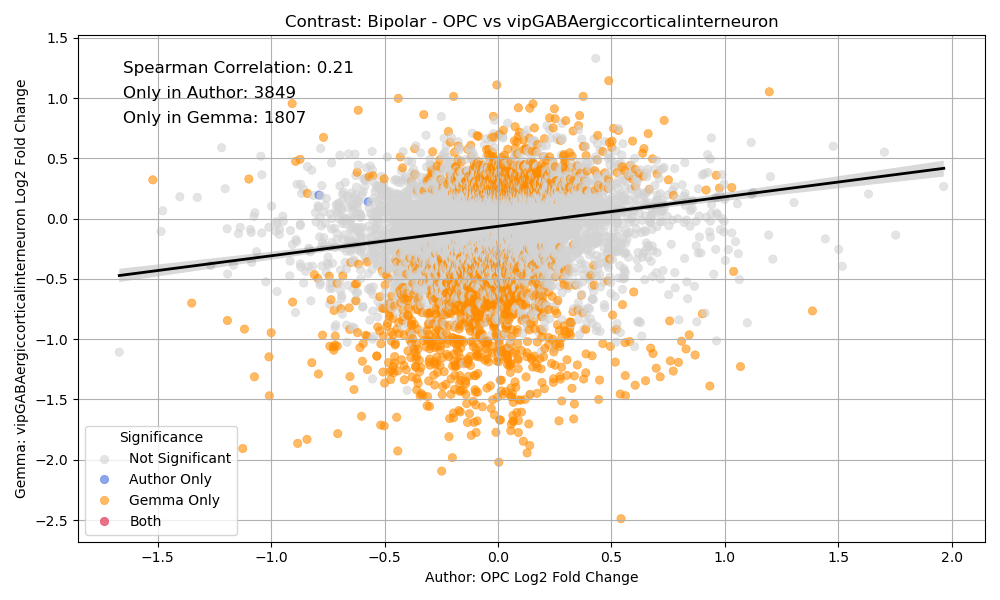 Contrast: Bipolar - OPC vs vipGABAergiccorticalinterneuron
Gemma: vipGABAergiccorticalinterneuron Log2 Fold Change
1.5
1.0
0.5
0.0
−0.5
−1.0
−1.5
−2.0
−2.5
Spearman Correlation: 0.21
Only in Author: 3849
Only in Gemma: 1807
Significance
Not Significant
Author Only
Gemma Only
Both
−1.5 −1.0 −0.5 0.0 0.5 1.0 1.5 2.0
Author: OPC Log2 Fold Change